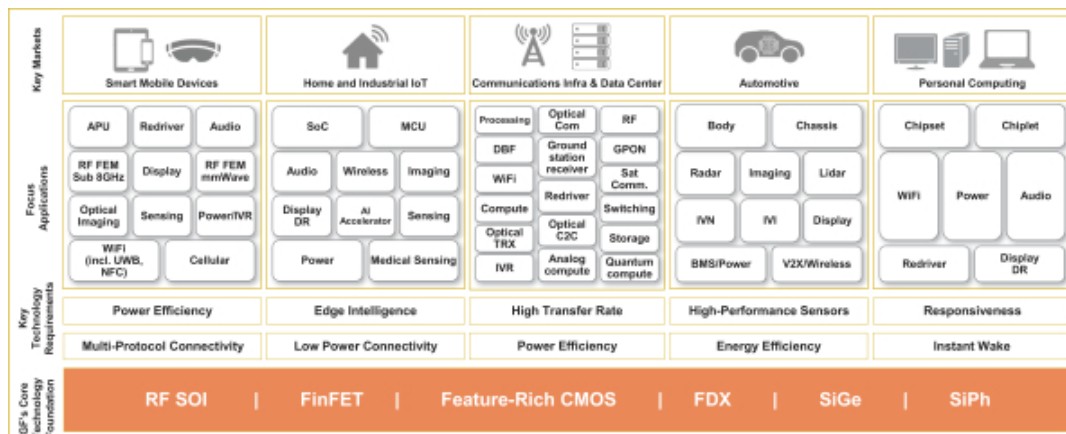 Key Markets
Smart Mobile Devices
Home and Industrial IoT
Communications Infra & Data Center
Automotive
Personal Computing
Focus
Applications
APU
Redriver
Audio
RF FEM
Sub 8GHz
Display
RF FEM
mmWave
Optical
Imaging
Sensing
Power/IVR
WiFi
(incl. UWB,
NFC)
Cellular
SoC
MCU
Audio
Wireless
Imaging
Display
DR
AI
Accelerator
Sensing
Power
Medical Sensing
Processing
DBF
WiFi
Compute
Optical
TRX
IVR
Optical
Com
Ground
station
receiver
Redriver
Optical
C2C
Analog
compute
RF
GPON
Sat
Comm.
Switching
Storage
Quantum
compute
Body
Chassis
Radar
Imaging
Lidar
IVN
IVI
Display
BMS/Power
V2X/Wireless
Chipset
Chiplet
WiFi
Power
Audio
Redriver
Display
DR
Key
Technology
Requirements
Power Efficiency
Edge Intelligence
High Transfer Rate
High-Performance Sensors
Responsiveness
Multi-Protocol Connectivity
Low Power Connectivity
Power Efficiency
Energy Efficiency
Instant Wake
GF's Core
Technology
Foundation
RF SOI | FinFET | Feature-Rich CMOS | FDX | SiGe | SiPh